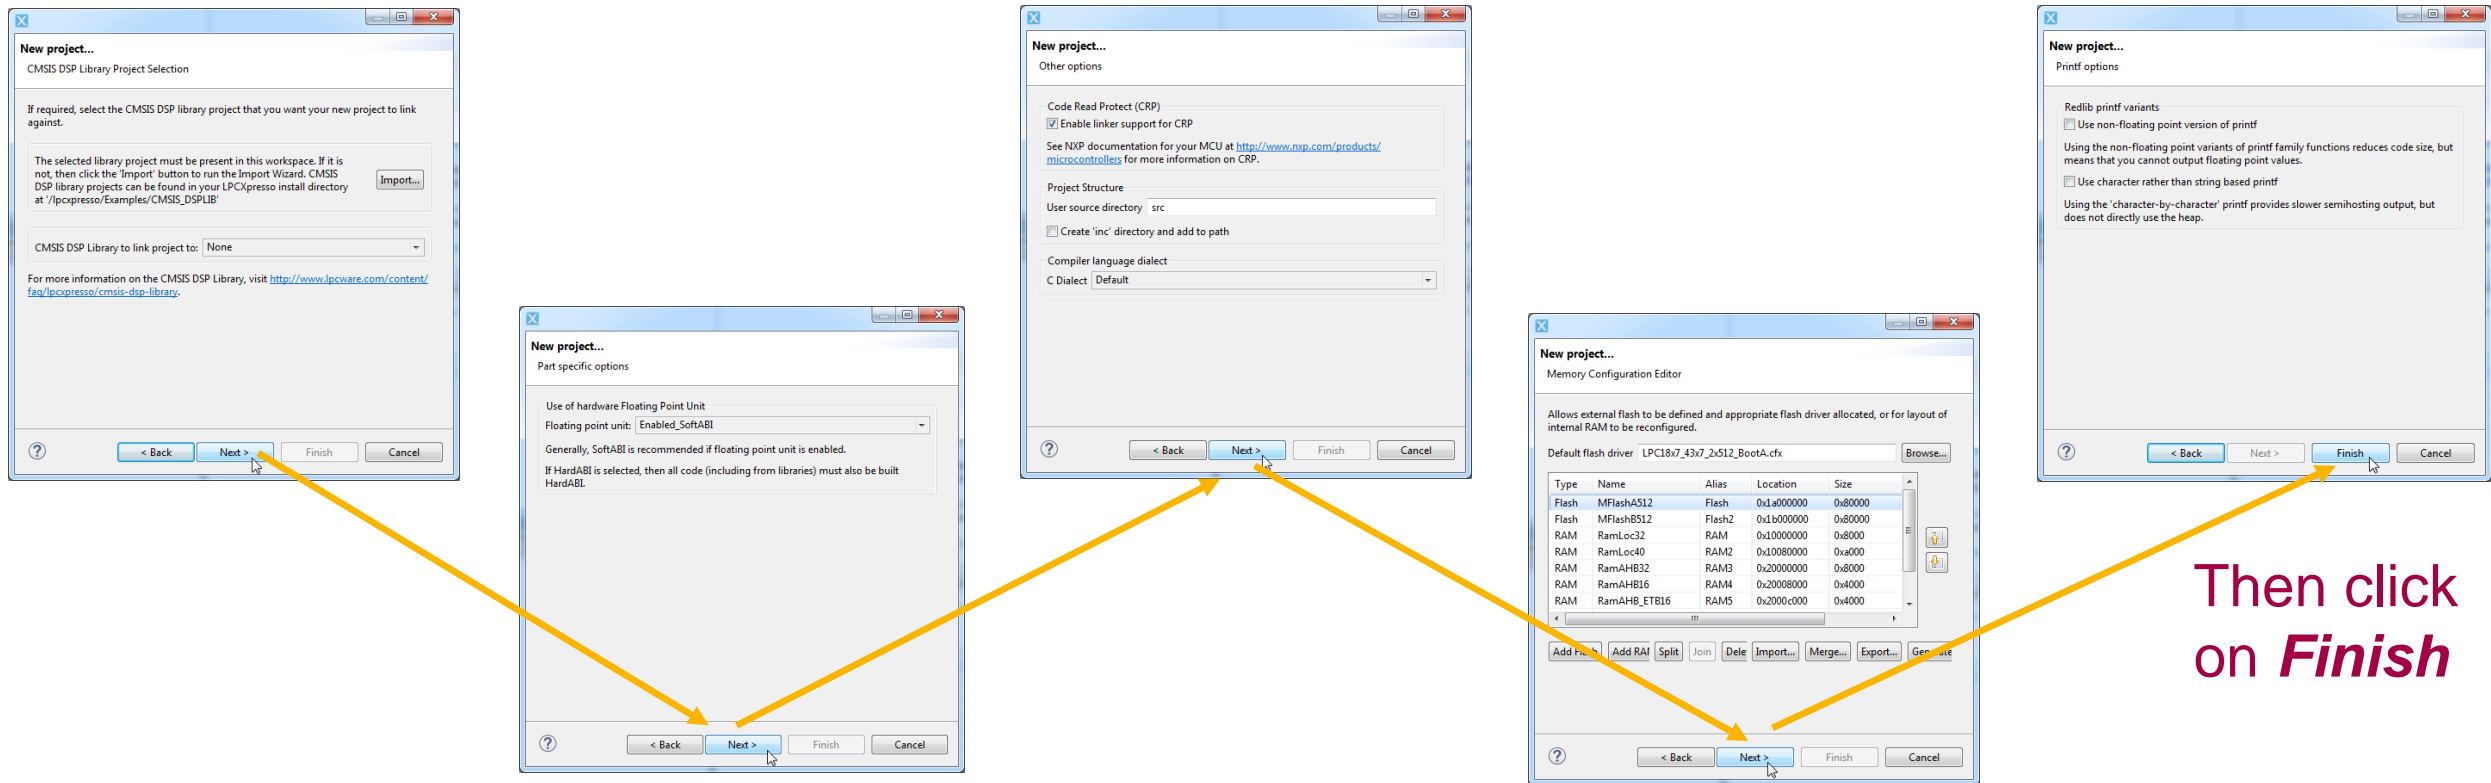 New project...
CMSIS DSP Library Project Selection
If required, select the CMSIS DSP library project that you want your new project to link
against.
The selected library project must be present in this workspace. If it is
not, then click the 'Import' button to run the Import Wizard. CMSIS
DSP library projects can be found in your LPCXpresso install directory
at '/lpcxpresso/Examples/CMSIS_DSPLIB'
Import...
CMSIS DSP Library to link project to: None
For more information on the CMSIS DSP Library, visit http://www.lpcware.com/content/
faq/lpcxpresso/cmsis-dsp-library.
< Back Next > Finish Cancel
New project...
Part specific options
Use of hardware Floating Point Unit
Floating point unit: Enabled_SoftABI
Generally, SoftABI is recommended if floating point unit is enabled.
If HardABI is selected, then all code (including from libraries) must also be built
HardABI.
< Back Next > Finish Cancel
New project...
Other options
Code Read Protect (CRP)
Enable linker support for CRP
See NXP documentation for your MCU at http://www.nxp.com/products/
microcontrollers for more information on CRP.
Project Structure
User source directory src
Create 'inc' directory and add to path
Compiler language dialect
C Dialect Default
< Back Next > Finish Cancel
New project...
Memory Configuration Editor
Allows external flash to be defined and appropriate flash driver allocated, or for layout of
internal RAM to be reconfigured.
Default flash driver LPC18x7_43x7_2x512_BootA.cfx Browse...
Type Name Alias Location Size
Flash MFlashA512 Flash 0x1a000000 0x80000
Flash MFlashB512 Flash2 0x1b000000 0x80000
RAM RamLoc32 RAM 0x10000000 0x8000
RAM RamLoc40 RAM2 0x10080000 0xa000
RAM RamAHB32 RAM3 0x20000000 0x8000
RAM RamAHB16 RAM4 0x20008000 0x4000
RAM RamAHB_ETB16 RAM5 0x2000c000 0x4000
Add Flash Add RAI Split Join Dele Import... Merge... Export... Generate
< Back Next > Finish Cancel
New project...
Printf options
Redlib printf variants
Use non-floating point version of printf
Using the non-floating point variants of printf family functions reduces code size, but
means that you cannot output floating point values.
Use character rather than string based printf
Using the 'character-by-character' printf provides slower semihosting output, but
does not directly use the heap.
< Back Next > Finish Cancel
Then click
on Finish